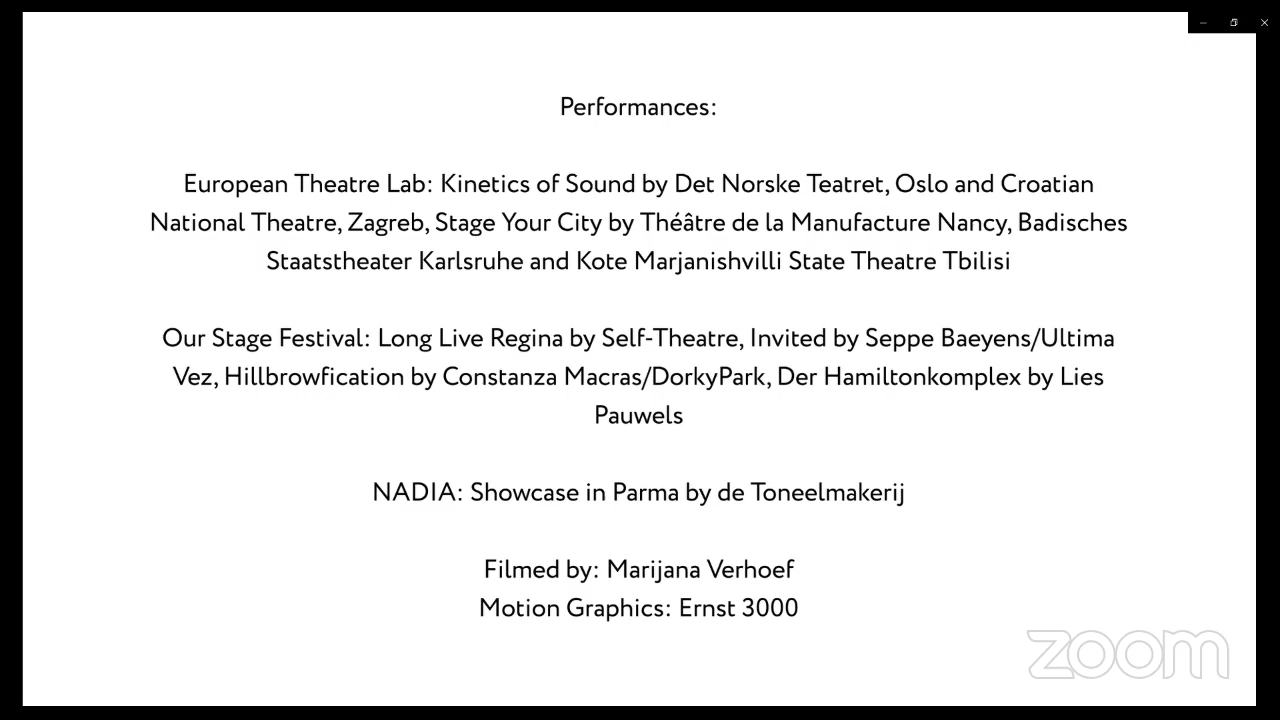 Performances:
European Theatre Lab: Kinetics of Sound by Det Norske Teatret, Oslo and Croatian
National Theatre, Zagreb, Stage Your City by Théâtre de la Manufacture Nancy, Badisches
Staatstheater Karlsruhe and Kote Marjanishvilli State Theatre Tbilisi
Our Stage Festival: Long Live Regina by Self-Theatre, Invited by Seppe Baeyens/Ultima
Vez, Hillbrowfication by Constanza Macras/DorkyPark, Der Hamiltonkomplex by Lies
Pauwels
NADIA: Showcase in Parma by de Toneelmakerij
Filmed by: Marijana Verhoef
Motion Graphics: Ernst 3000
zoom